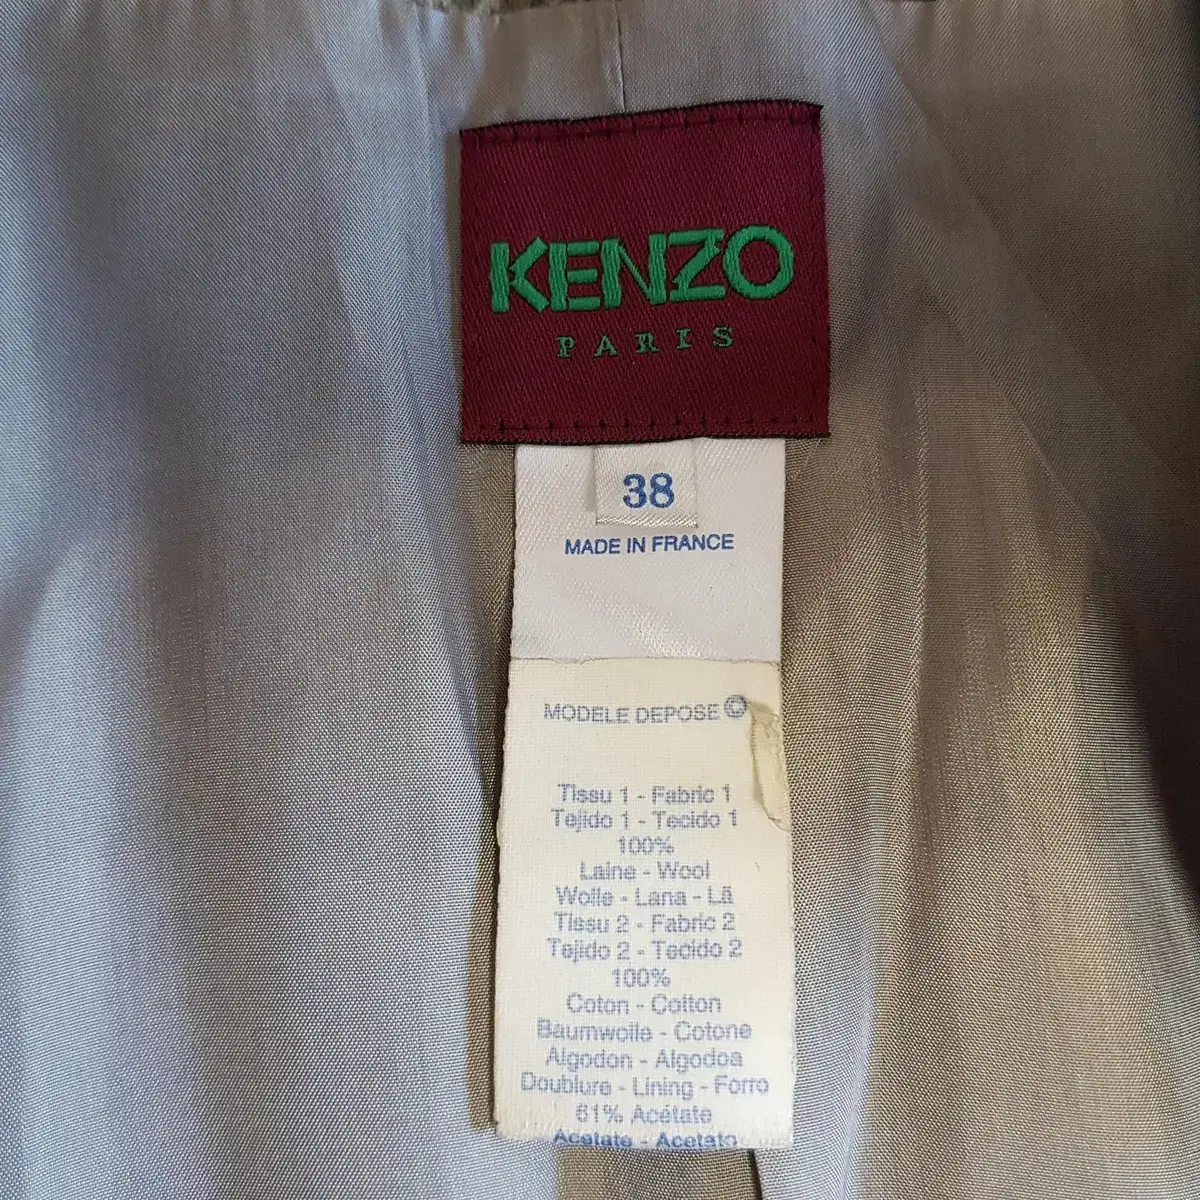 KENZO
PARIS
38
MADE IN FRANCE
MODELE DEPOSE ©
Tissu 1 - Fabric 1
Tejido 1 - Tecido 1
100%
Laine - Wool
Wolle - Lana - Lã
Tissu 2 - Fabric 2
Tejido 2 - Tecido 2
100%
Coton - Cotton
Baumwolle - Cotone
Algodon - Algodoa
Doublure - Lining - Forro
61% Acétate
Acetate - Acetato